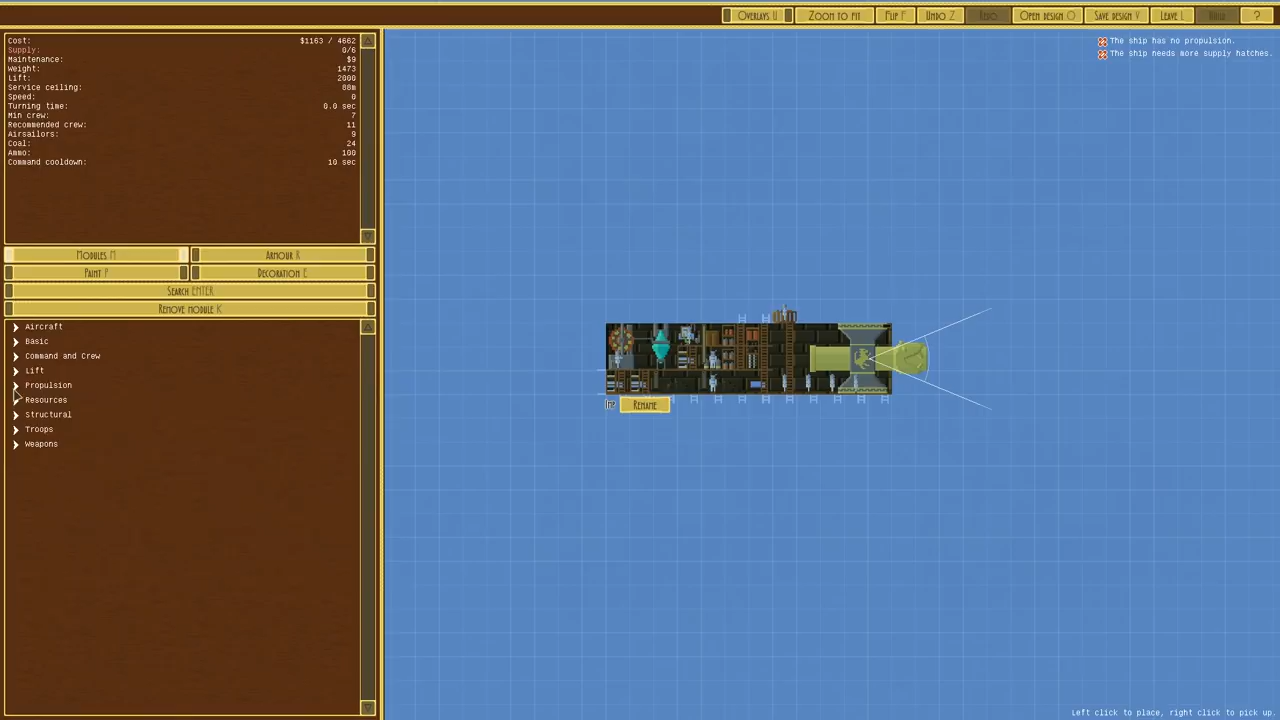 OVERLAYS U
ZOOM TO FIT
FLIP F
UNDO Z
REDO
OPEN DESIGN O
SAVE DESIGN V
LEAVE L
BUILD
?
Cost: $1163 / 4662
Supply: 0/6
Maintenance: $9
Weight: 1473
Lift: 2000
Service ceiling: 88m
Speed: 0
Turning time: 0.0 sec
Min crew: 7
Recommended crew: 11
Airsailors: 9
Coal: 24
Ammo: 100
Command cooldown: 10 sec
The ship has no propulsion.
The ship needs more supply hatches.
MODULES M
ARMOUR R
PAINT P
DECORATION E
SEARCH ENTER
REMOVE MODULE K
Aircraft
Basic
Command and Crew
Lift
Propulsion
Resources
Structural
Troops
Weapons
RENAME
Left click to place, right click to pick up.